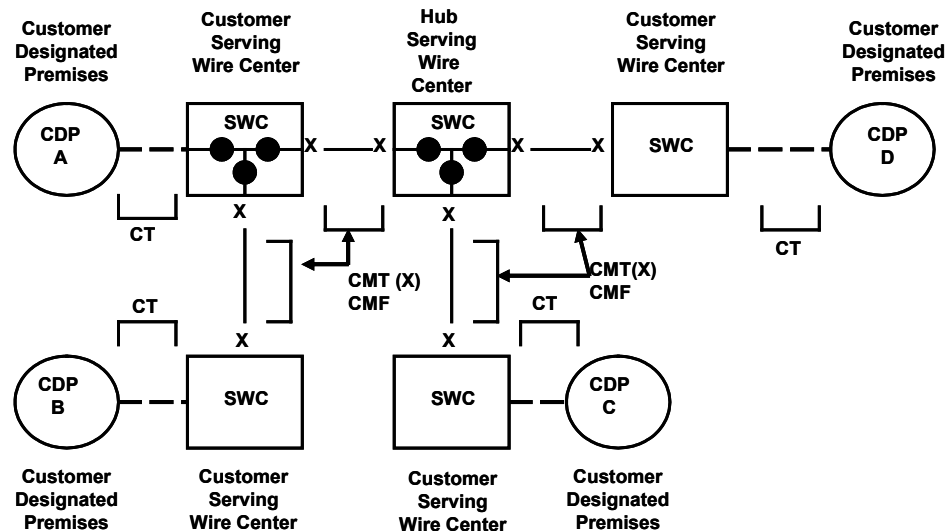 Customer
Designated
Premises
Customer
Serving
Wire Center
Hub
Serving
Wire
Center
Customer
Serving
Wire Center
Customer
Designated
Premises
CDP
A
SWC
X
X
SWC
X
X
SWC
CDP
D
CT
X
X
CT
CMT (X)
CMF
CMT(X)
CMF
CT
CT
X
X
CDP
B
SWC
SWC
CDP
C
Customer
Designated
Premises
Customer
Serving
Wire Center
Customer
Serving
Wire Center
Customer
Designated
Premises